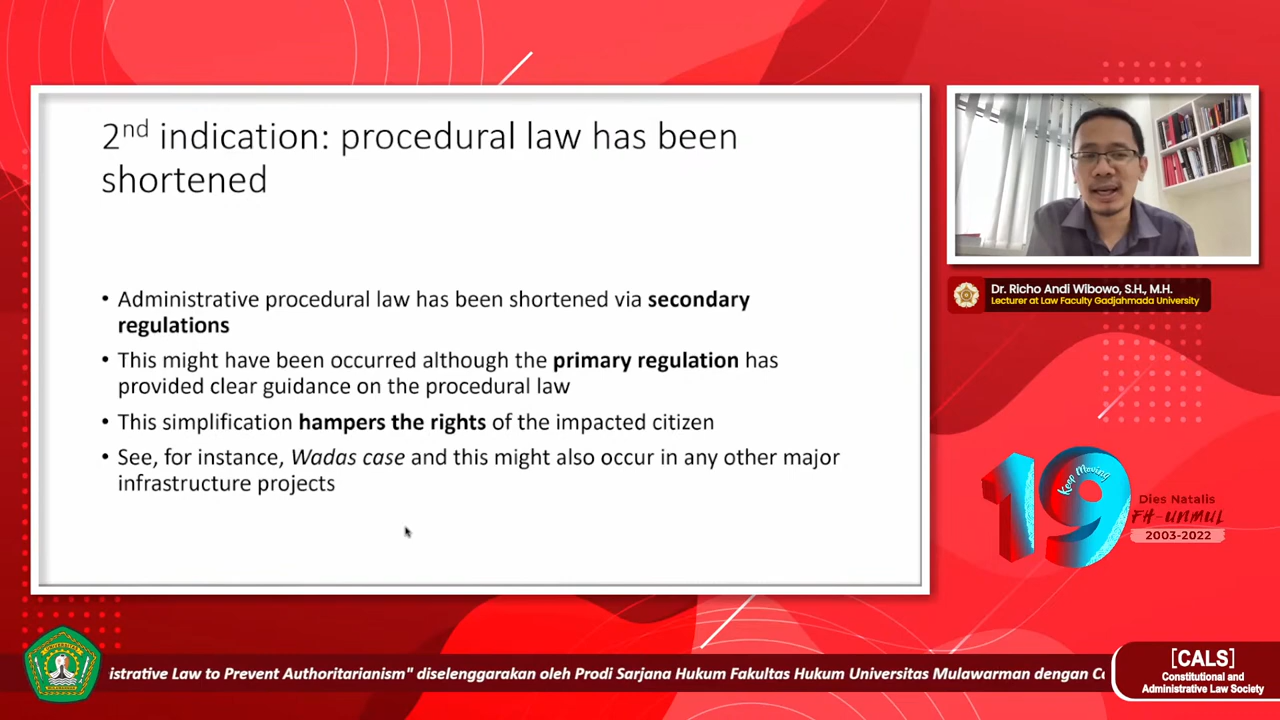 2nd indication: procedural law has been
shortened
• Administrative procedural law has been shortened via secondary
regulations
• This might have been occurred although the primary regulation has
provided clear guidance on the procedural law
• This simplification hampers the rights of the impacted citizen
• See, for instance, Wadas case and this might also occur in any other major
infrastructure projects
Dr. Richo Andi Wibowo, S.H., M.H.
Lecturer at Law Faculty Gadjahmada University
19
Keep Moving
Dies Natalis
FH-UNMUL
2003-2022
istrative Law to Prevent Authoritarianism" diselenggarakan oleh Prodi Sarjana Hukum Fakultas Hukum Universitas Mulawarman dengan
[CALS]
Constitutional and
Administrative Law Society